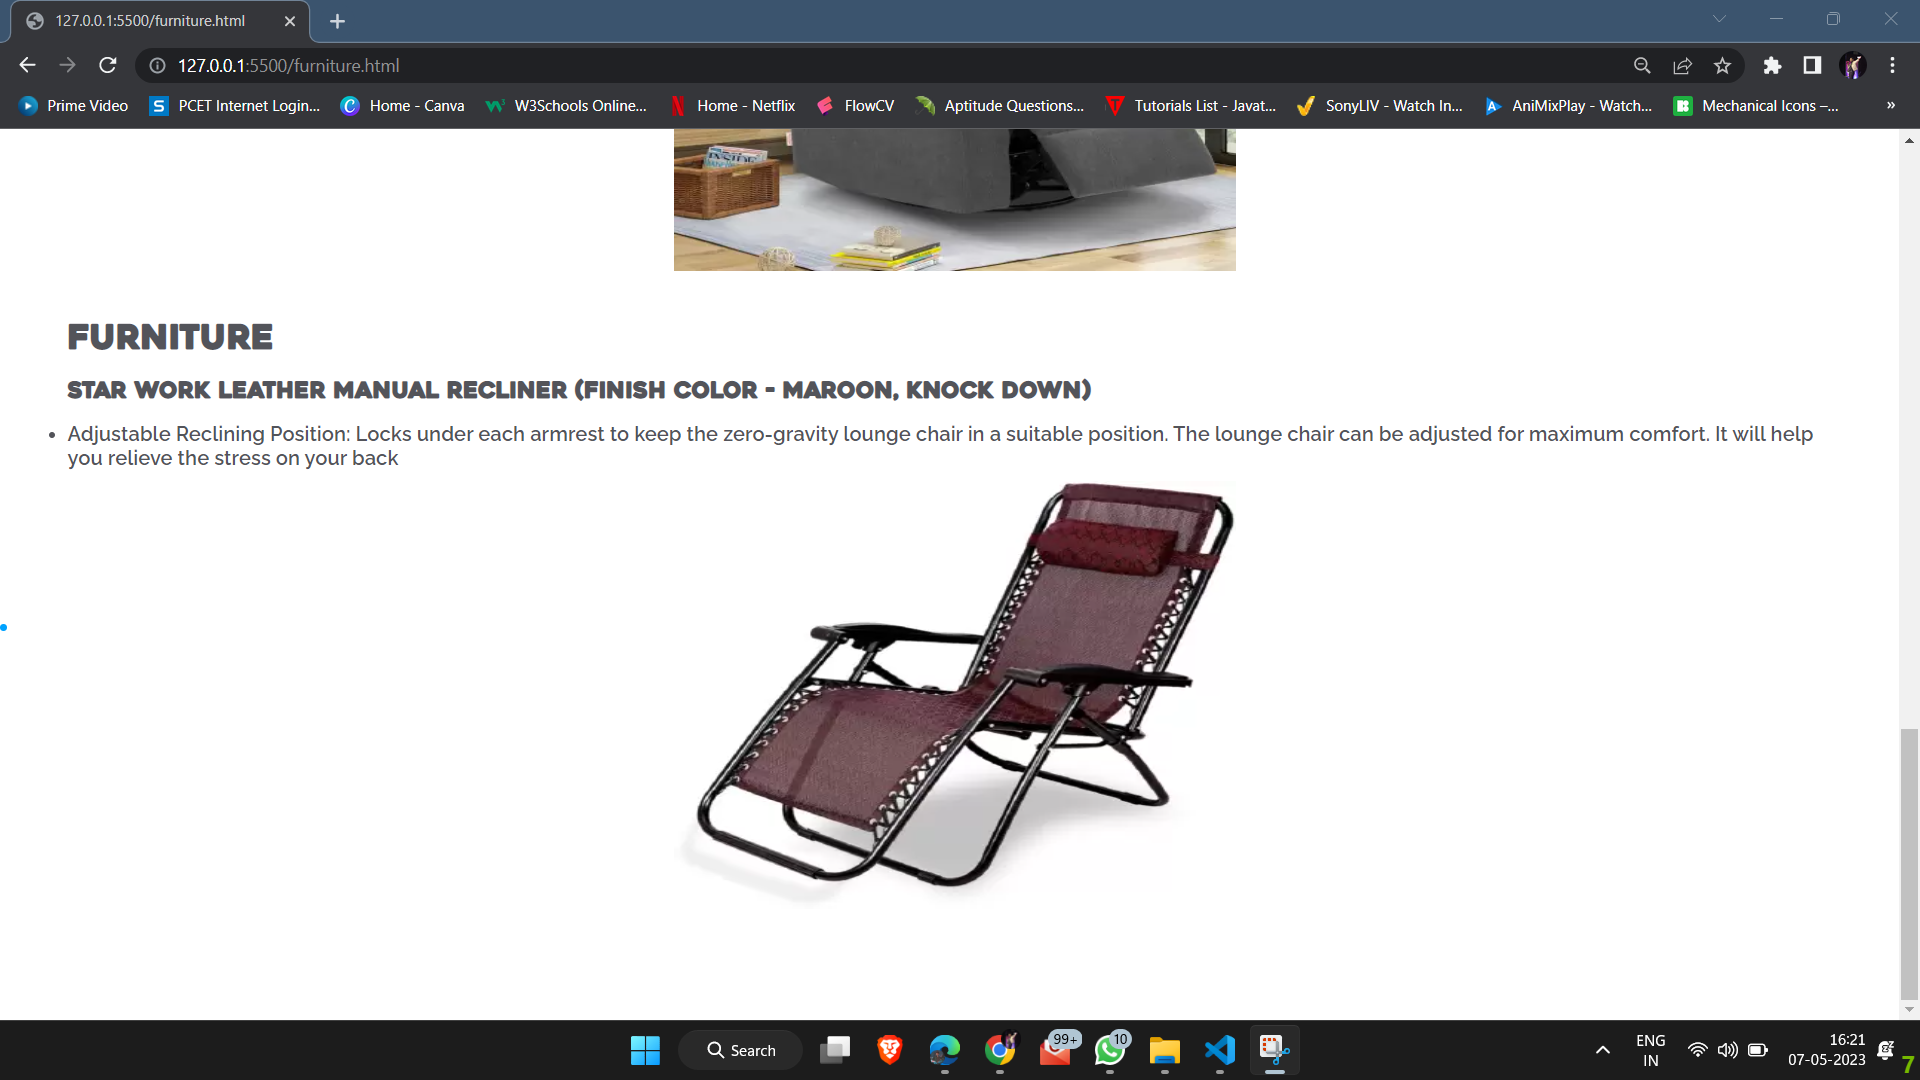 127.0.0.1:5500/furniture.html
127.0.0.1:5500/furniture.html
Prime Video PCET Internet Login... Home - Canva W3Schools Online... Home - Netflix FlowCV Aptitude Questions... Tutorials List - Javat... SonyLIV - Watch In... AniMixPlay - Watch... Mechanical Icons –... »
INSIDE
FURNITURE
STAR WORK LEATHER MANUAL RECLINER (FINISH COLOR - MAROON, KNOCK DOWN)
• Adjustable Reclining Position: Locks under each armrest to keep the zero-gravity lounge chair in a suitable position. The lounge chair can be adjusted for maximum comfort. It will help
you relieve the stress on your back
Search
99+
10
ENG
IN
16:21
07-05-2023
7